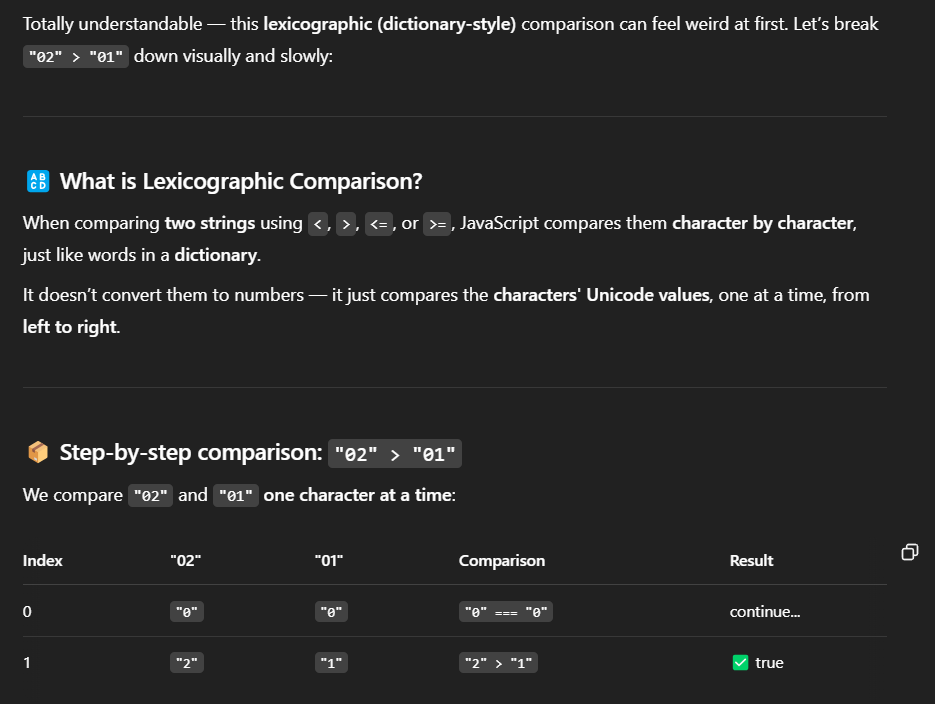 Totally understandable — this lexicographic (dictionary-style) comparison can feel weird at first. Let’s break
"02" > "01" down visually and slowly:
🔠 What is Lexicographic Comparison?
When comparing two strings using <, >, <=, or >=, JavaScript compares them character by character,
just like words in a dictionary.
It doesn’t convert them to numbers — it just compares the characters' Unicode values, one at a time, from
left to right.
📦 Step-by-step comparison: "02" > "01"
We compare "02" and "01" one character at a time:
Index "02" "01" Comparison Result
0 "0" "0" "0" === "0" continue...
1 "2" "1" "2" > "1" ✅ true